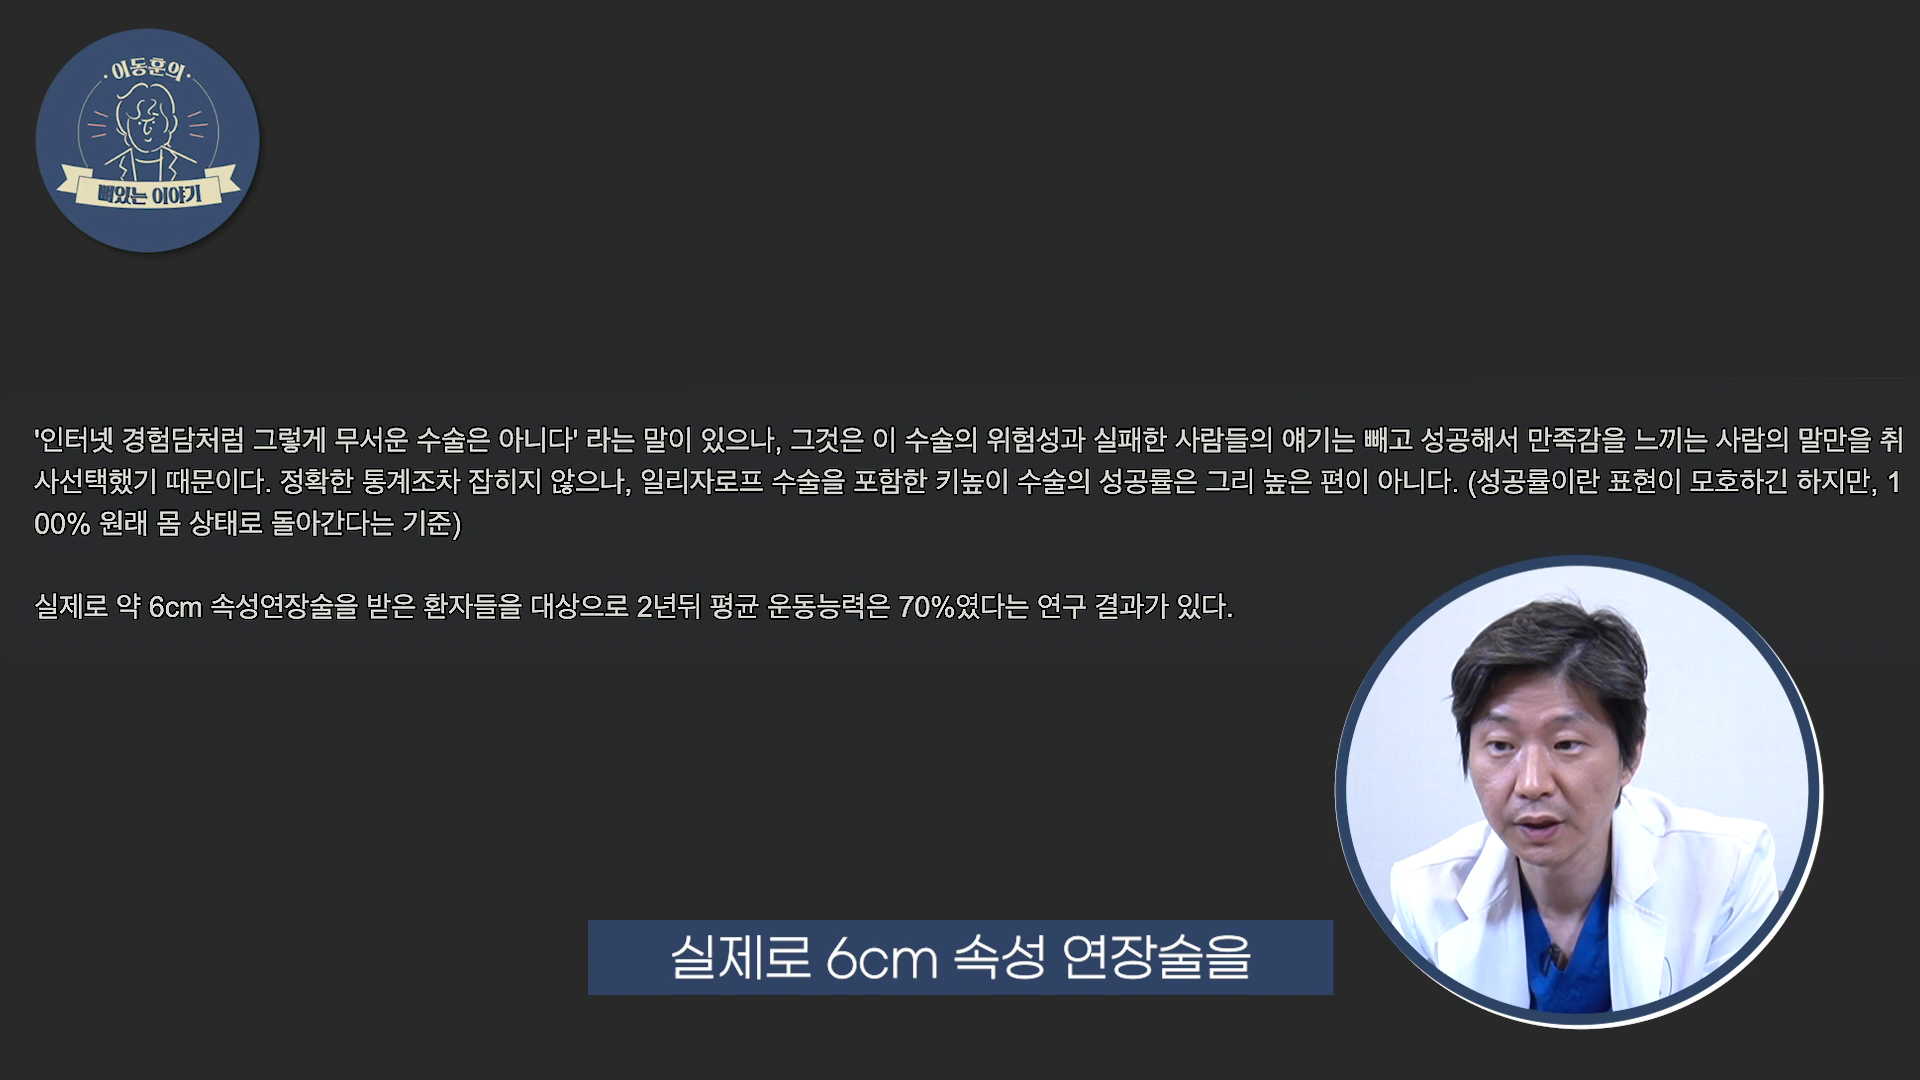 이동훈의
뼈있는 이야기
'인터넷 경험담처럼 그렇게 무서운 수술은 아니다' 라는 말이 있으나, 그것은 이 수술의 위험성과 실패한 사람들의 얘기는 빼고 성공해서 만족감을 느끼는 사람의 말만을 취
사선택했기 때문이다. 정확한 통계조차 잡히지 않으나, 일리자로프 수술을 포함한 키높이 수술의 성공률은 그리 높은 편이 아니다. (성공률이란 표현이 모호하긴 하지만, 1
00% 원래 몸 상태로 돌아간다는 기준)
실제로 약 6cm 속성연장술을 받은 환자들을 대상으로 2년뒤 평균 운동능력은 70%였다는 연구 결과가 있다.
실제로 6cm 속성 연장술을